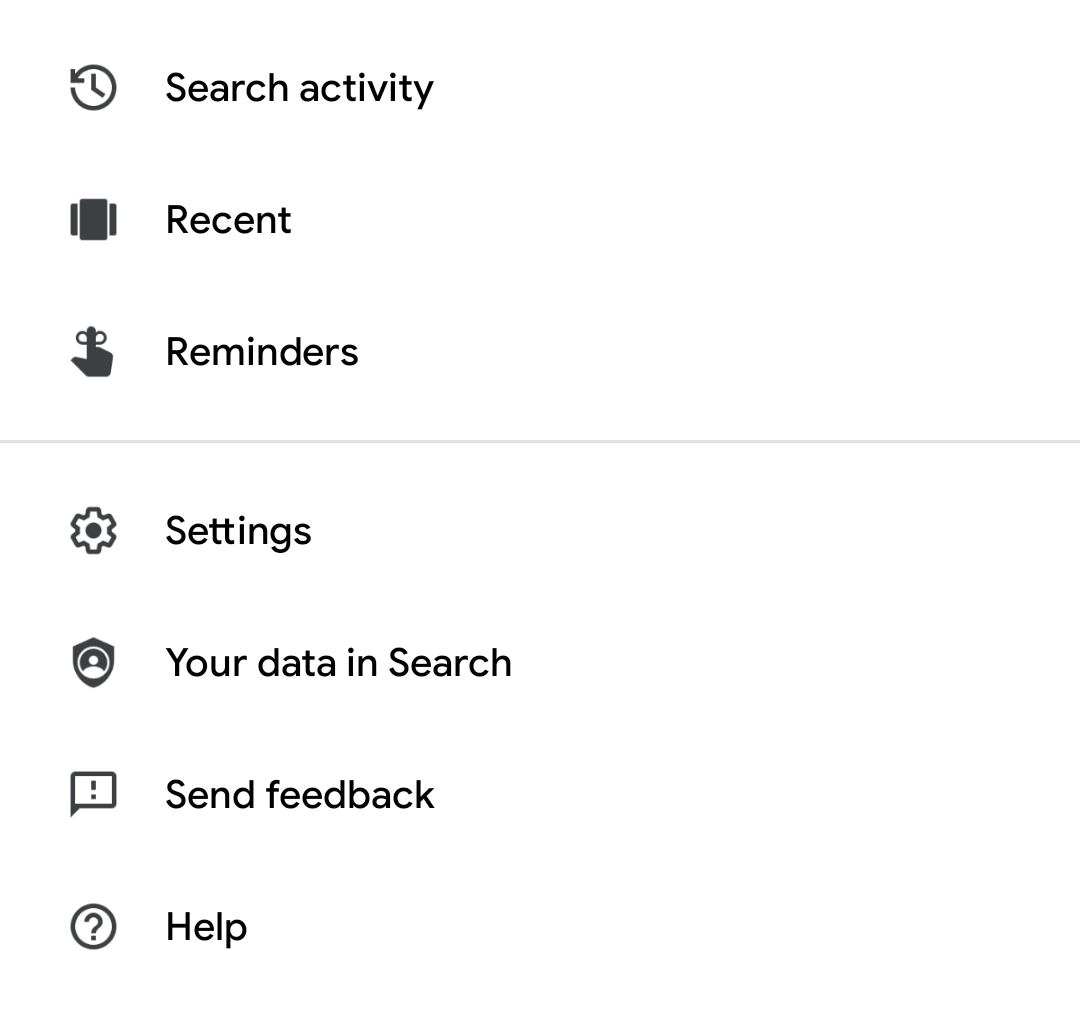 Search activity
Recent
Reminders
Settings
Your data in Search
Send feedback
Help